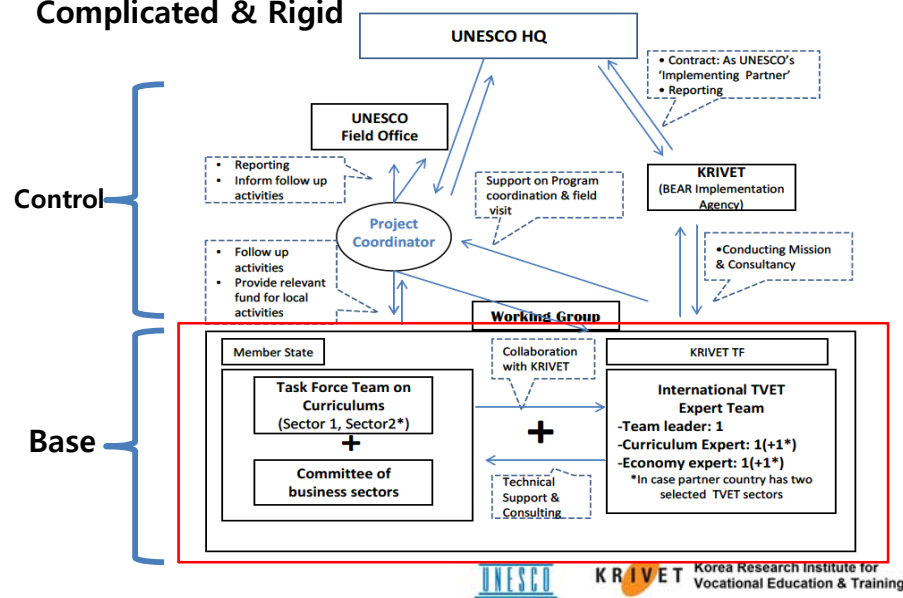 Complicated & Rigid
UNESCO HQ
• Contract: As UNESCO's
'Implementing Partner'
• Reporting
UNESCO
Field Office
• Reporting
• Inform follow up
activities
Support on Program
coordination & field
visit
KRIVET
(BEAR Implementation
Agency)
Control
Project
Coordinator
• Follow up
activities
• Provide relevant
fund for local
activities
•Conducting Mission
& Consultancy
Working Group
Member State
Collaboration
with KRIVET
KRIVET TF
Base
Task Force Team on
Curriculums
(Sector 1, Sector2*)
+
Committee of
business sectors
+
International TVET
Expert Team
-Team leader: 1
-Curriculum Expert: 1(+1*)
-Economy expert: 1(+1*)
*In case partner country has two
selected TVET sectors
Technical
Support &
Consulting
UNESCO
KRIVET
Korea Research Institute for
Vocational Education & Training